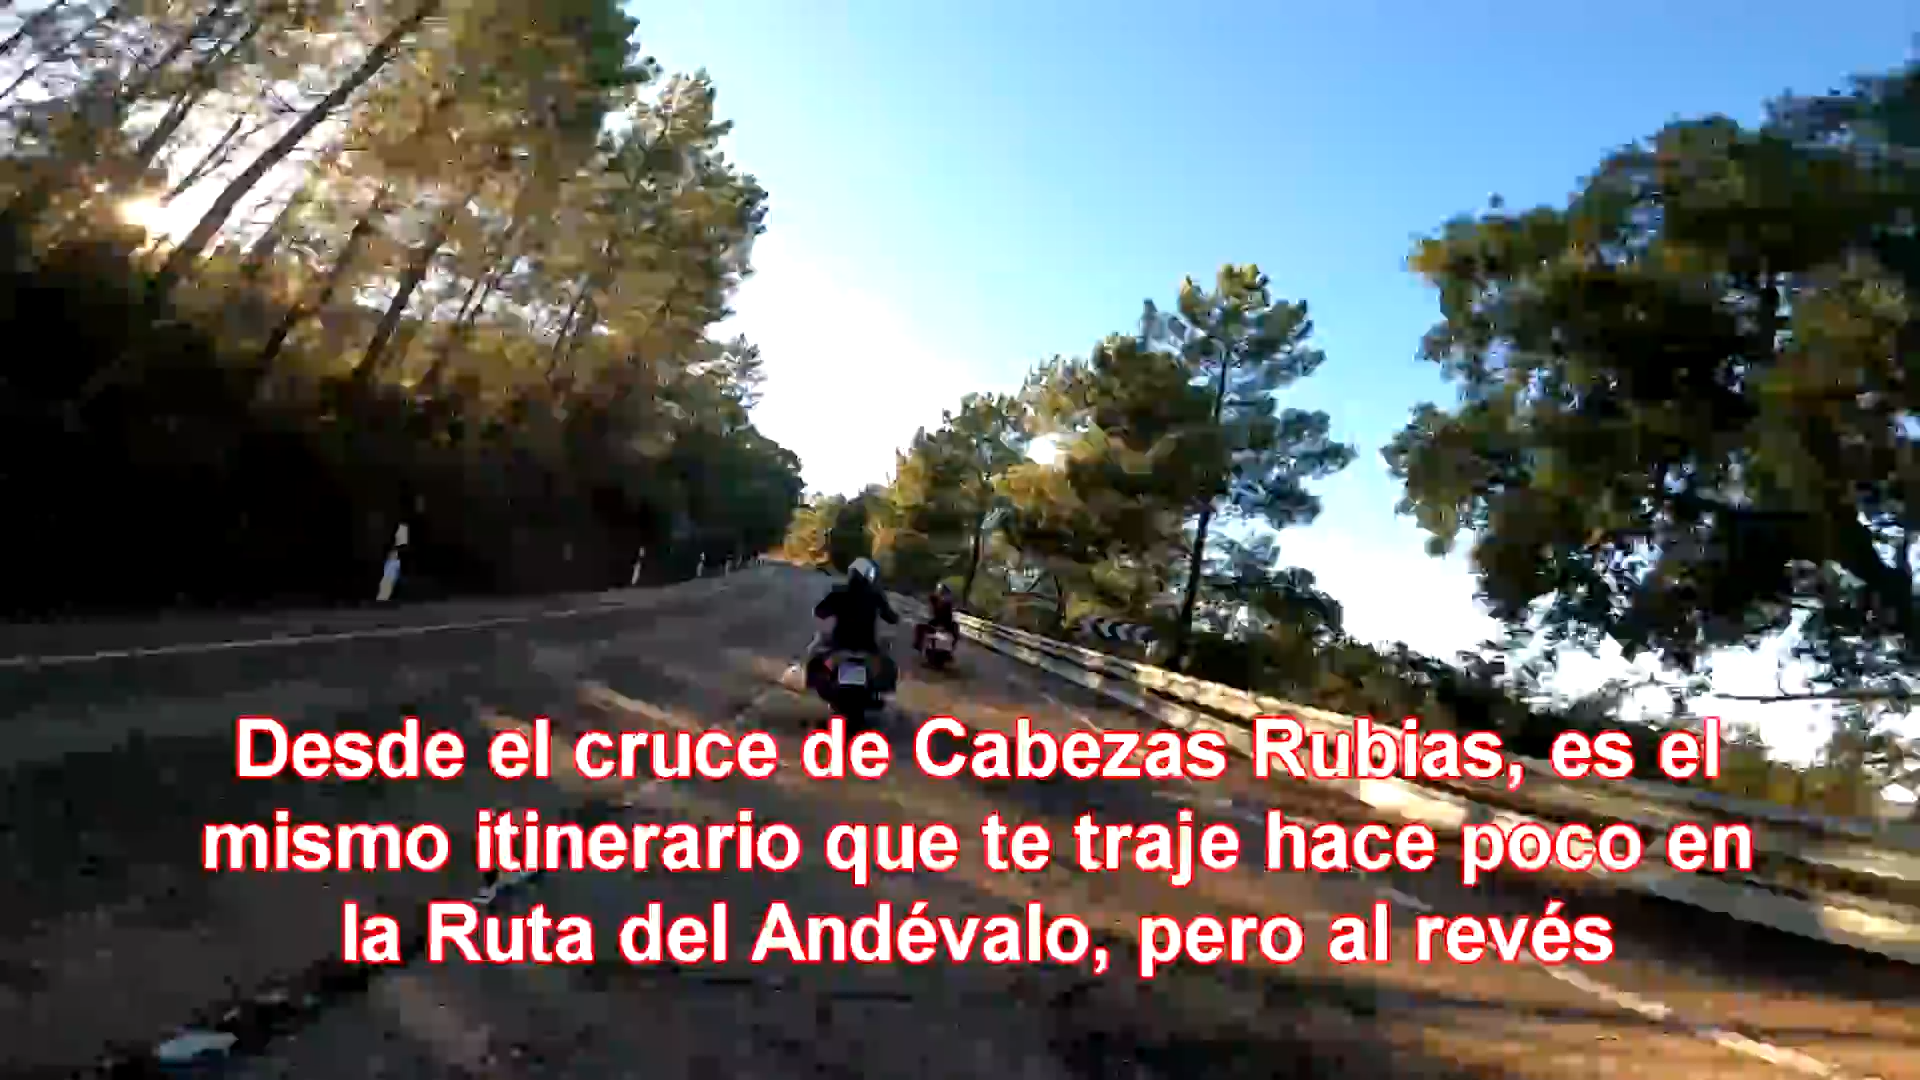 Desde el cruce de Cabezas Rubias, es el
mismo itinerario que te traje hace poco en
la Ruta del Andévalo, pero al revés